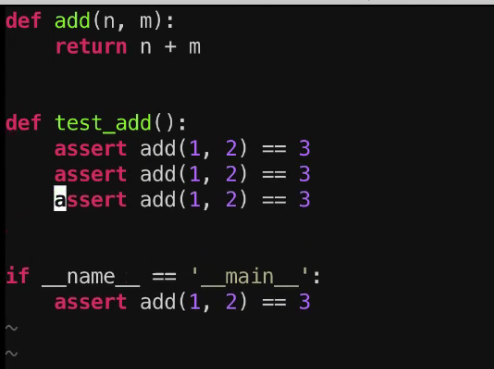 def add(n, m):
    return n + m
def test_add():
    assert add(1, 2) == 3
    assert add(1, 2) == 3
    assert add(1, 2) == 3
if __name__ == '__main__':
    assert add(1, 2) == 3
~
~